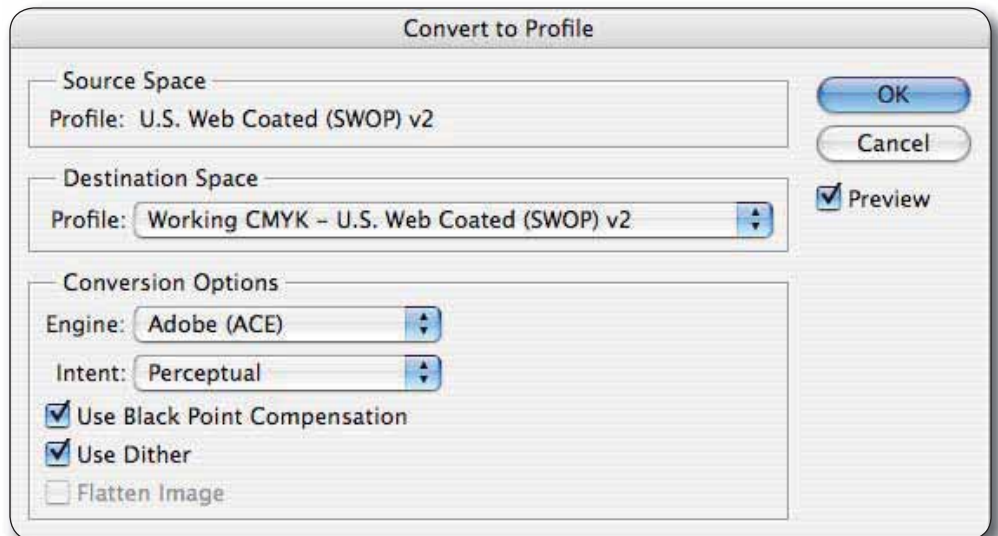 Convert to Profile
Source Space
Profile: U.S. Web Coated (SWOP) v2
OK
Cancel
Preview
Destination Space
Profile: Working CMYK – U.S. Web Coated (SWOP) v2
Conversion Options
Engine: Adobe (ACE)
Intent: Perceptual
Use Black Point Compensation
Use Dither
Flatten Image